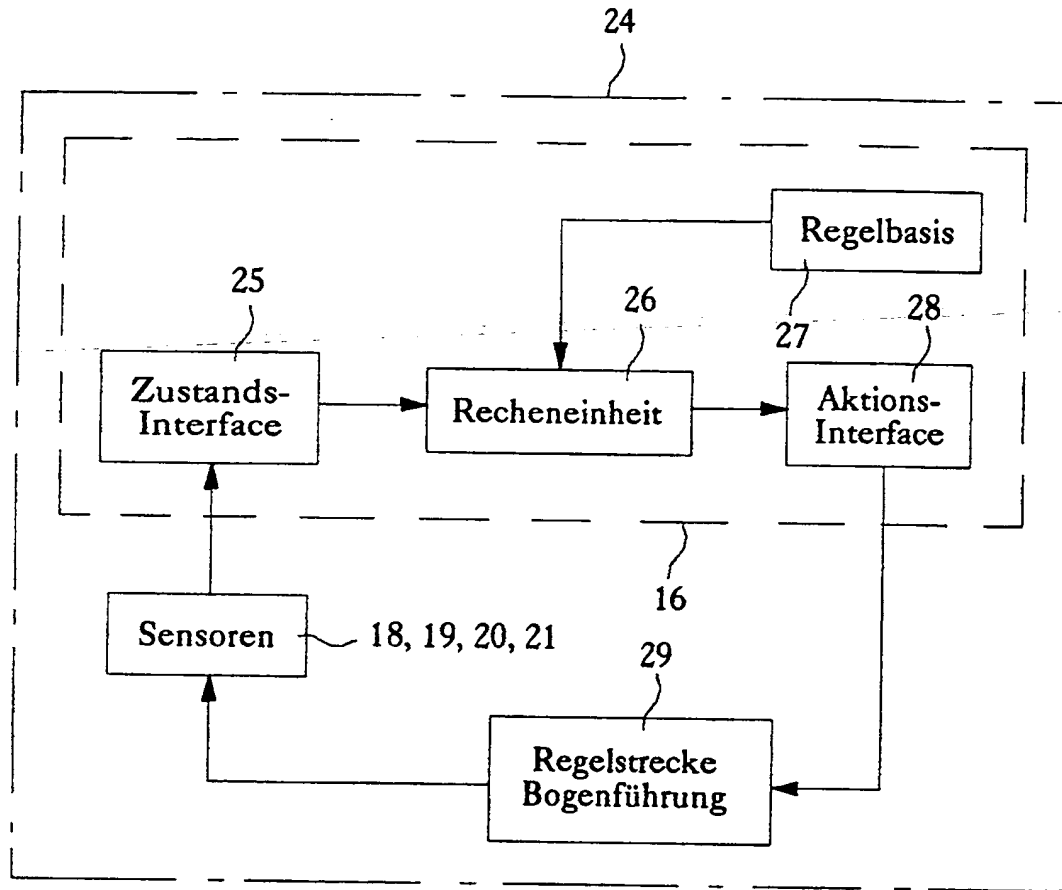 24
Regelbasis
27
25
26
28
Zustands-
Interface
Recheneinheit
Aktions-
Interface
16
Sensoren
18, 19, 20, 21
29
Regelstrecke
Bogenführung